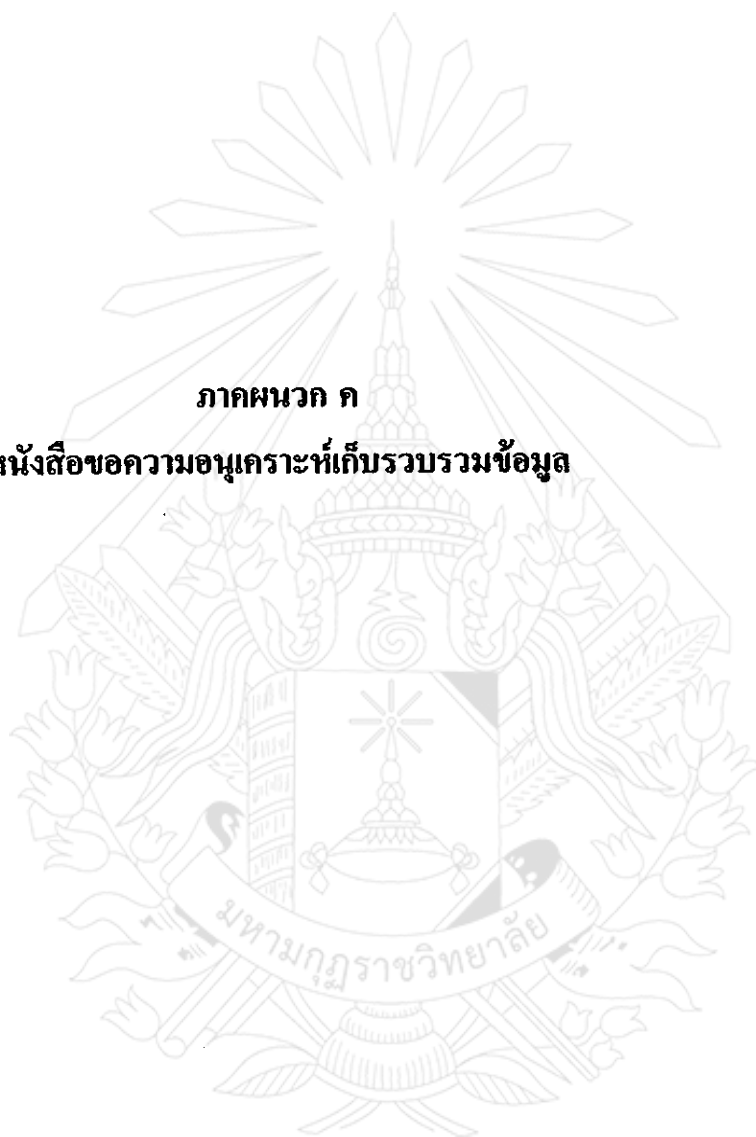 ภาคผนวก ค
หนังสือขอความอนุเคราะห์เก็บรวบรวมข้อมูล
มหามกุฏราชวิทยาลัย